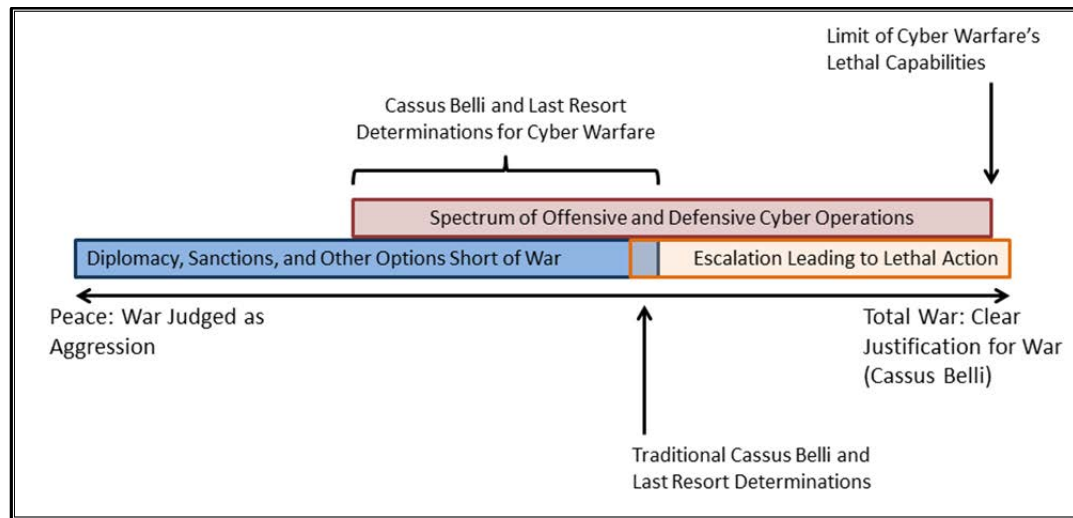 Limit of Cyber Warfare's
Lethal Capabilities
Cassus Belli and Last Resort
Determinations for Cyber Warfare
Spectrum of Offensive and Defensive Cyber Operations
Diplomacy, Sanctions, and Other Options Short of War
Escalation Leading to Lethal Action
Peace: War Judged as
Aggression
Total War: Clear
Justification for War
(Cassus Belli)
Traditional Cassus Belli and
Last Resort Determinations